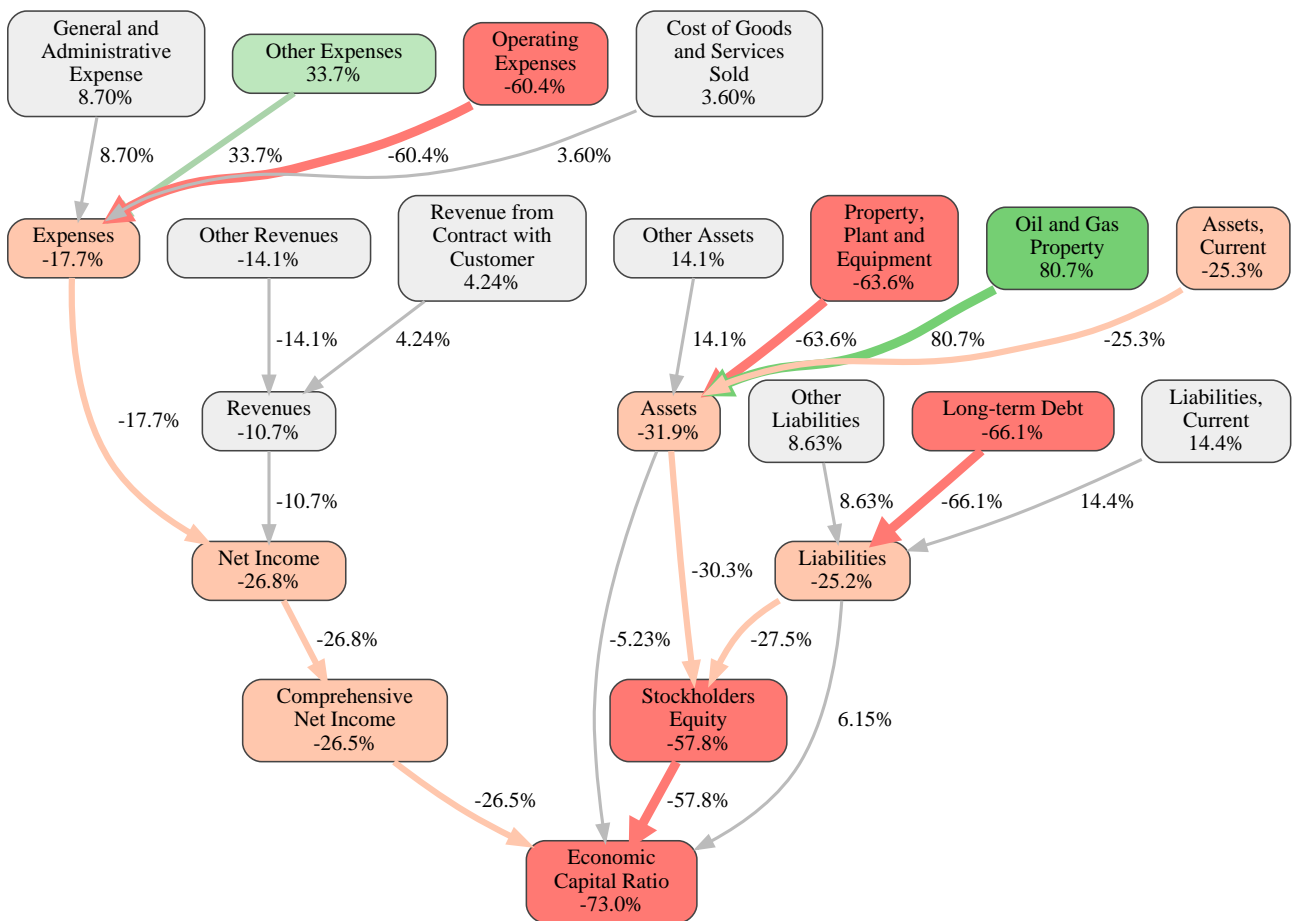 General and
Administrative
Expense
8.70%
Other Expenses
33.7%
Operating
Expenses
-60.4%
Cost of Goods
and Services
Sold
3.60%
8.70%
33.7%
-60.4%
3.60%
Expenses
-17.7%
Other Revenues
-14.1%
Revenue from
Contract with
Customer
4.24%
Other Assets
14.1%
Property,
Plant and
Equipment
-63.6%
Oil and Gas
Property
80.7%
Assets,
Current
-25.3%
-14.1%
4.24%
14.1%
-63.6%
80.7%
-25.3%
-17.7%
Revenues
-10.7%
Assets
-31.9%
Other
Liabilities
8.63%
Long-term Debt
-66.1%
Liabilities,
Current
14.4%
-10.7%
8.63%
-66.1%
14.4%
Net Income
-26.8%
-30.3%
Liabilities
-25.2%
-26.8%
-5.23%
-27.5%
Comprehensive
Net Income
-26.5%
Stockholders
Equity
-57.8%
6.15%
-26.5%
-57.8%
Economic
Capital Ratio
-73.0%